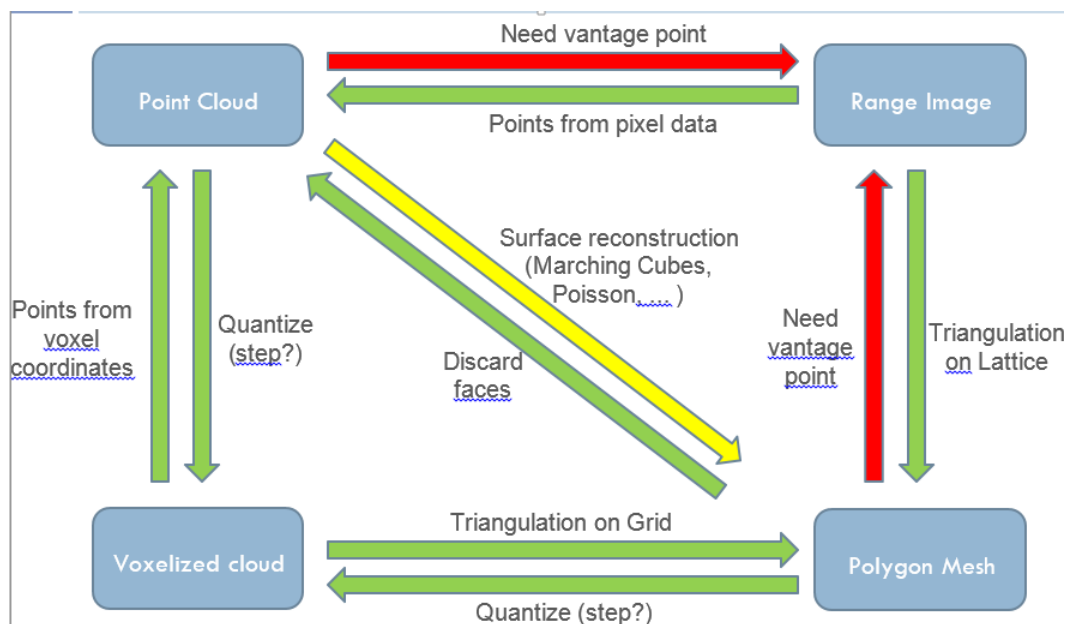 Need vantage point
Point Cloud
Range Image
Points from pixel data
Surface reconstruction
(Marching Cubes,
Poisson, ... )
Points from
voxel
coordinates
Quantize
(step?)
Discard
faces
Need
vantage
point
Triangulation
on Lattice
Triangulation on Grid
Voxelized cloud
Polygon Mesh
Quantize (step?)